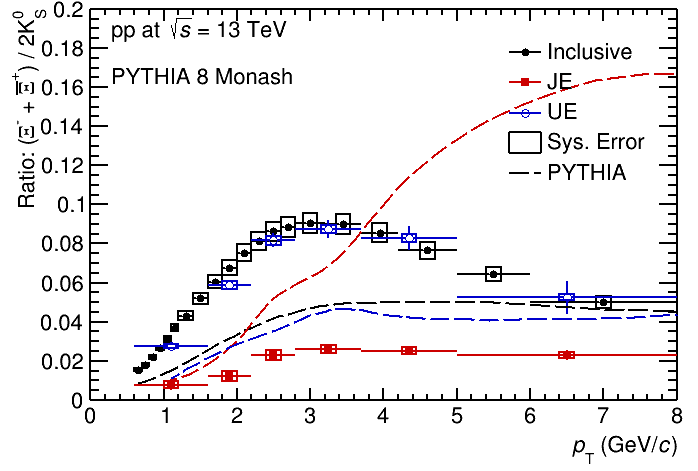 pp at √s = 13 TeV
PYTHIA 8 Monash
Inclusive
JE
UE
Sys. Error
PYTHIA
Ratio: (Ξ⁻ + Ξ̅⁺) / 2K⁰_S
0.2
0.18
0.16
0.14
0.12
0.1
0.08
0.06
0.04
0.02
0
0 1 2 3 4 5 6 7 8
p_T (GeV/c)